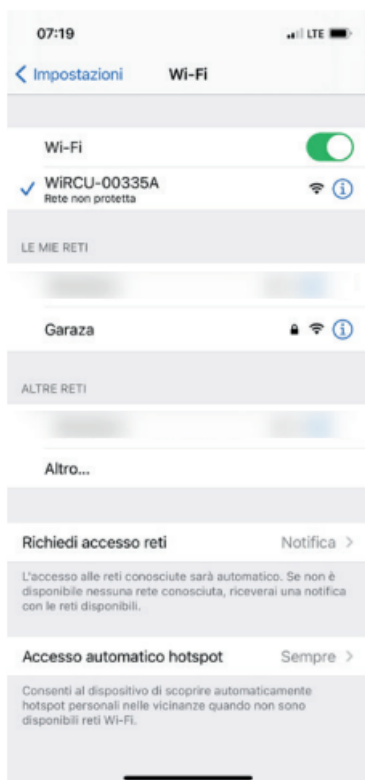 07:19 LTE
Impostazioni Wi-Fi
Wi-Fi
WiRCU-00335A
Rete non protetta
LE MIE RETI
Garaza
ALTRE RETI
Altro...
Richiedi accesso reti Notifica
L'accesso alle reti conosciute sarà automatico. Se non è
disponibile nessuna rete conosciuta, riceverai una notifica
con le reti disponibili.
Accesso automatico hotspot Sempre
Consenti al dispositivo di scoprire automaticamente
hotspot personali nelle vicinanze quando non sono
disponibili reti Wi-Fi.